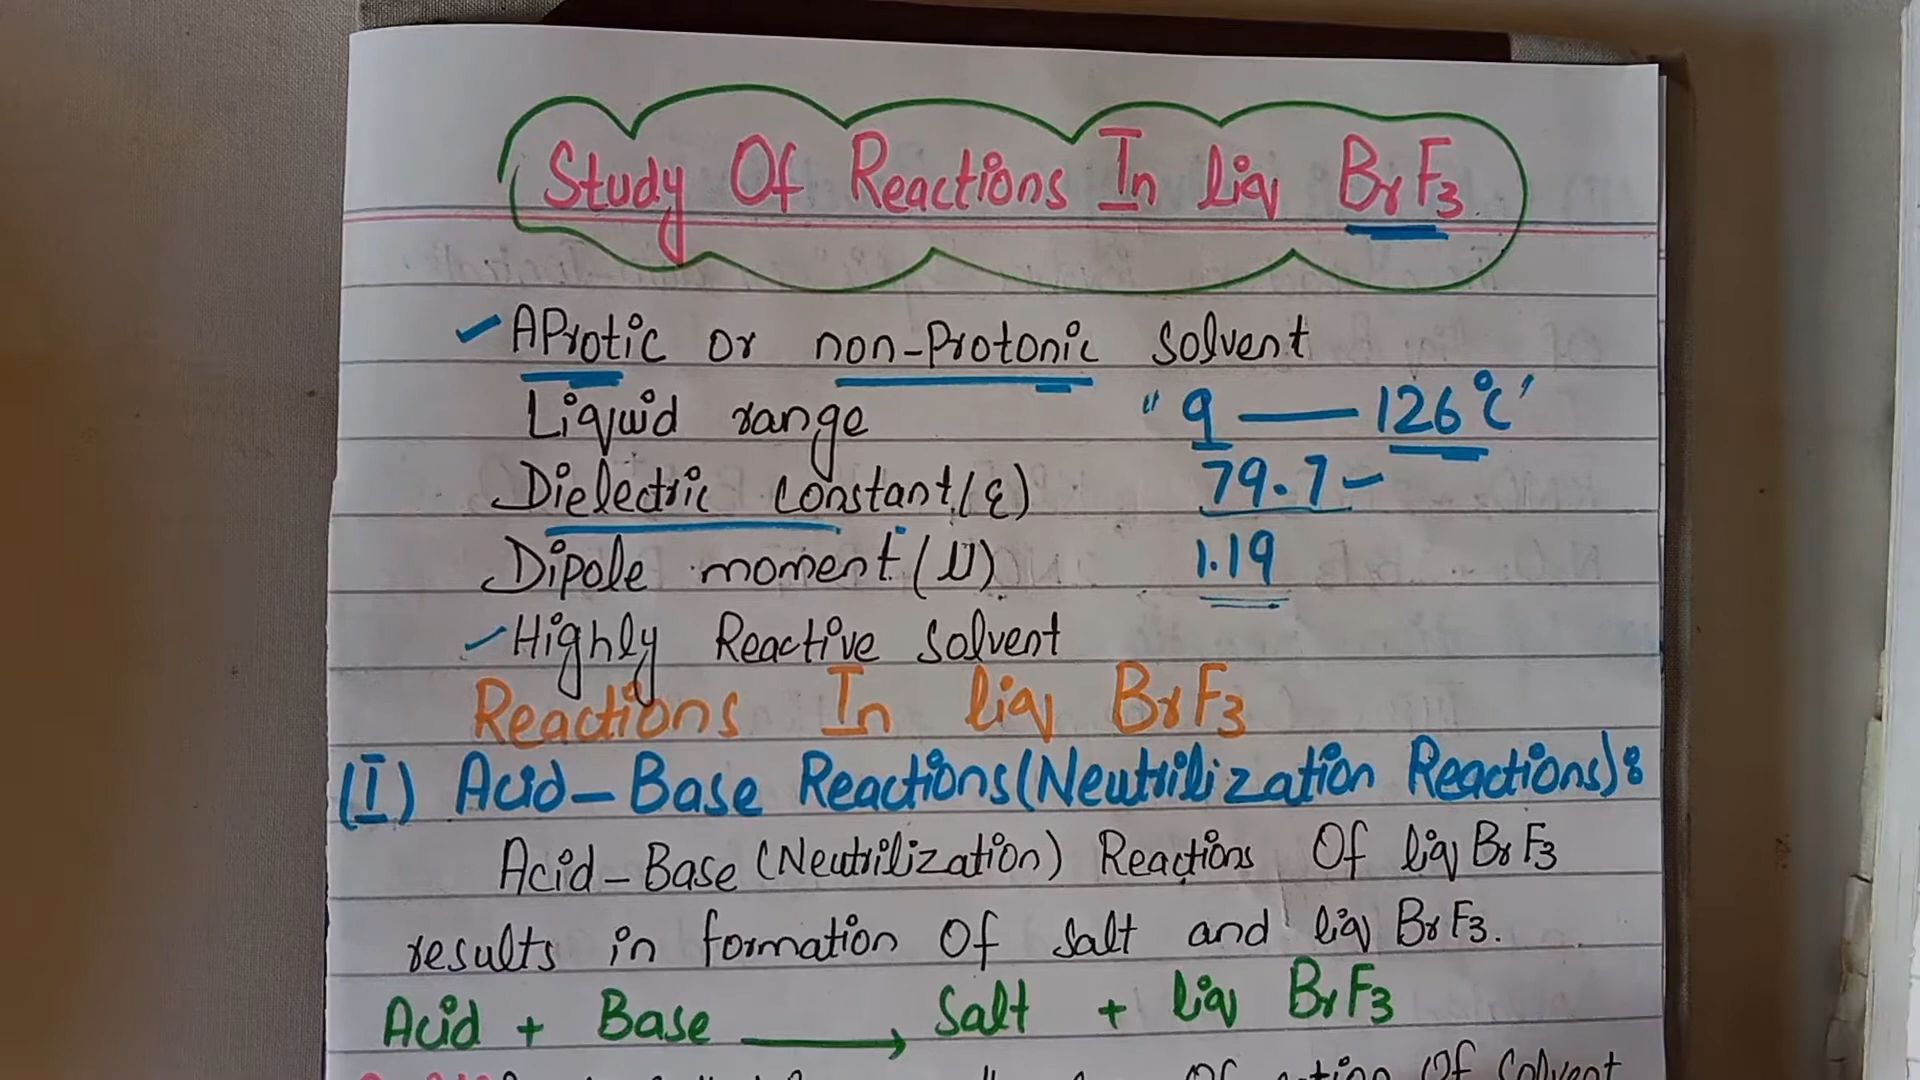 Study Of Reactions In liq BrF3
AProtic or non-Protonic solvent
Liquid range " 9 — 126°C "
Dielectric Constant(ε) 79.7 –
Dipole moment (μ) 1.19
Highly Reactive solvent
Reactions In liq BrF3
(I) Acid-Base Reactions(Neutrilization Reactions):
Acid-Base (Neutrilization) Reactions Of liq BrF3
results in formation Of Salt and liq BrF3.
Acid + Base → Salt + liq BrF3
Of Solvent